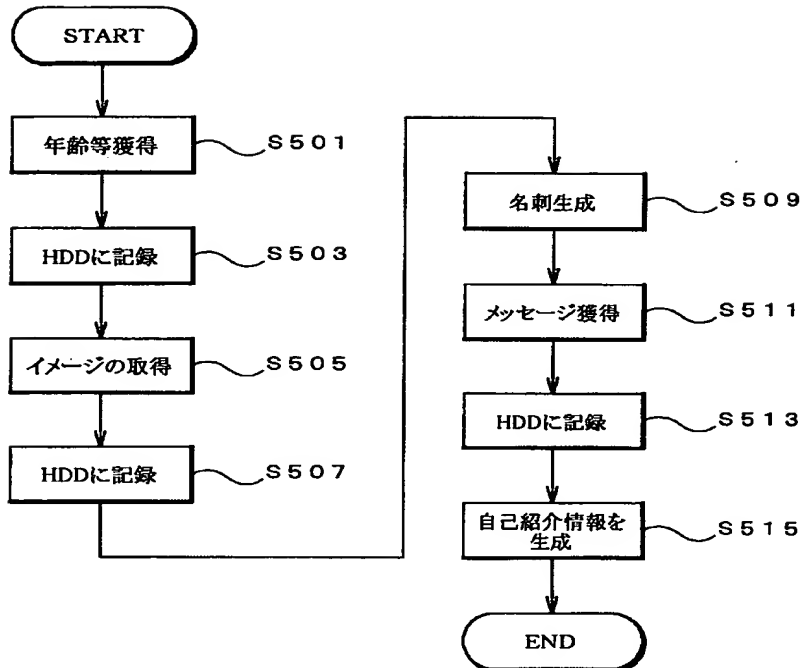 START
年齢等獲得
S501
HDDに記録
S503
イメージの取得
S505
HDDに記録
S507
名刺生成
S509
メッセージ獲得
S511
HDDに記録
S513
自己紹介情報を
生成
S515
END